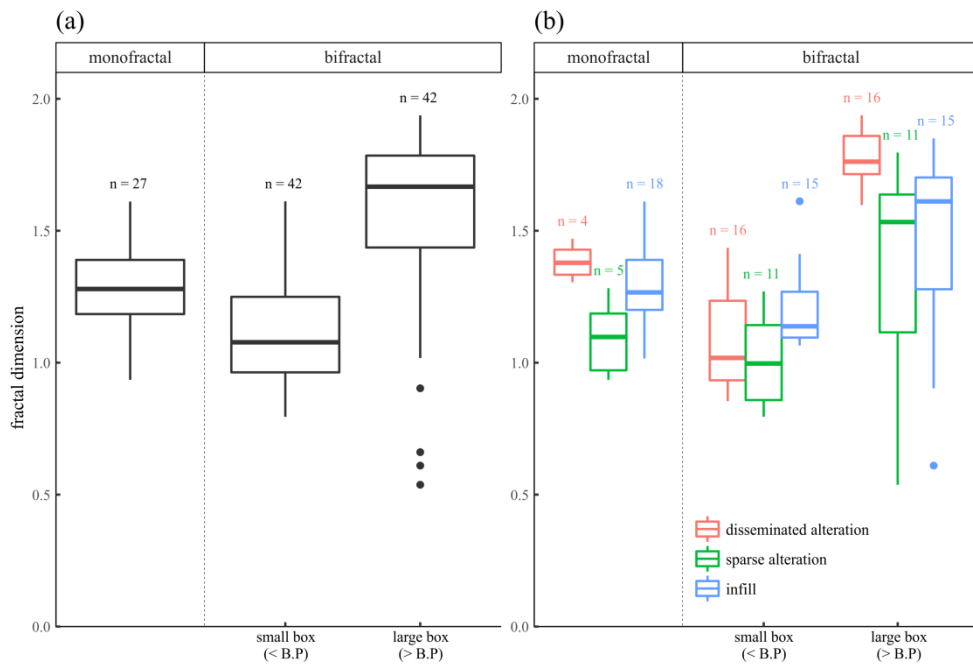 (a)
monofractal
bifractal
fractal dimension
2.0
1.5
1.0
0.5
0.0
n = 27
n = 42
n = 42
small box
(< B.P)
large box
(> B.P)
(b)
monofractal
bifractal
2.0
1.5
1.0
0.5
0.0
n = 4
n = 5
n = 18
n = 16
n = 11
n = 15
n = 16
n = 11
n = 15
disseminated alteration
sparse alteration
infill
small box
(< B.P)
large box
(> B.P)